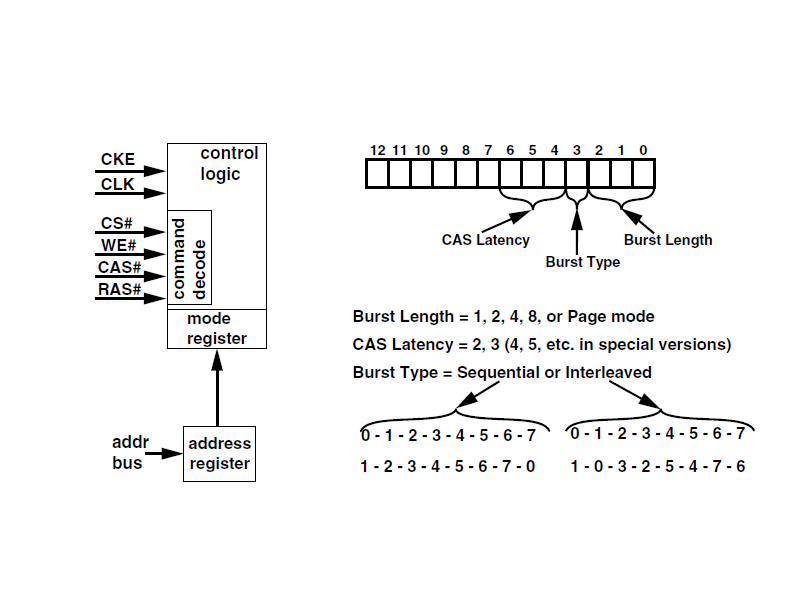 CKE
CLK
CS#
WE#
CAS#
RAS#
control
logic
command
decode
mode
register
addr
bus
address
register
12 11 10 9 8 7 6 5 4 3 2 1 0
CAS Latency
Burst Type
Burst Length
Burst Length = 1, 2, 4, 8, or Page mode
CAS Latency = 2, 3 (4, 5, etc. in special versions)
Burst Type = Sequential or Interleaved
0 - 1 - 2 - 3 - 4 - 5 - 6 - 7
1 - 2 - 3 - 4 - 5 - 6 - 7 - 0
0 - 1 - 2 - 3 - 4 - 5 - 6 - 7
1 - 0 - 3 - 2 - 5 - 4 - 7 - 6